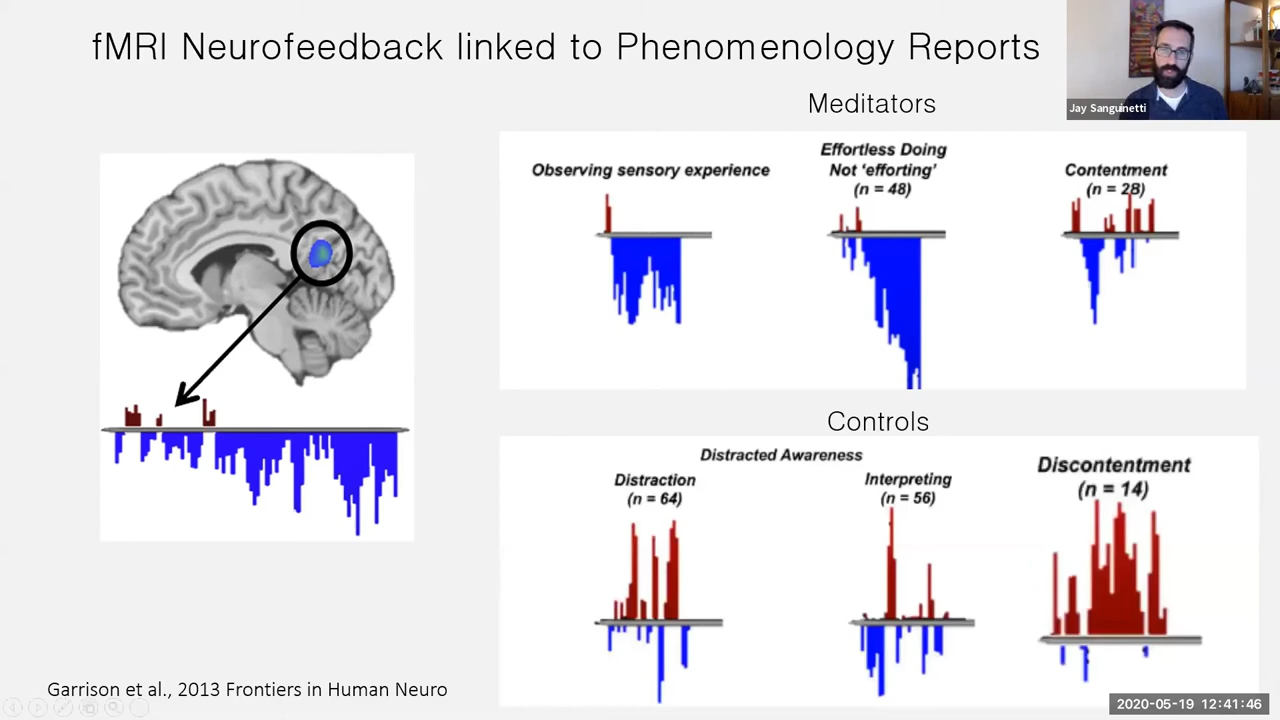 fMRI Neurofeedback linked to Phenomenology Reports
Jay Sanguinetti
Meditators
Observing sensory experience
Effortless Doing
Not 'efforting'
(n = 48)
Contentment
(n = 28)
Controls
Distracted Awareness
Distraction
(n = 64)
Interpreting
(n = 56)
Discontentment
(n = 14)
Garrison et al., 2013 Frontiers in Human Neuro
2020-05-19 12:41:46